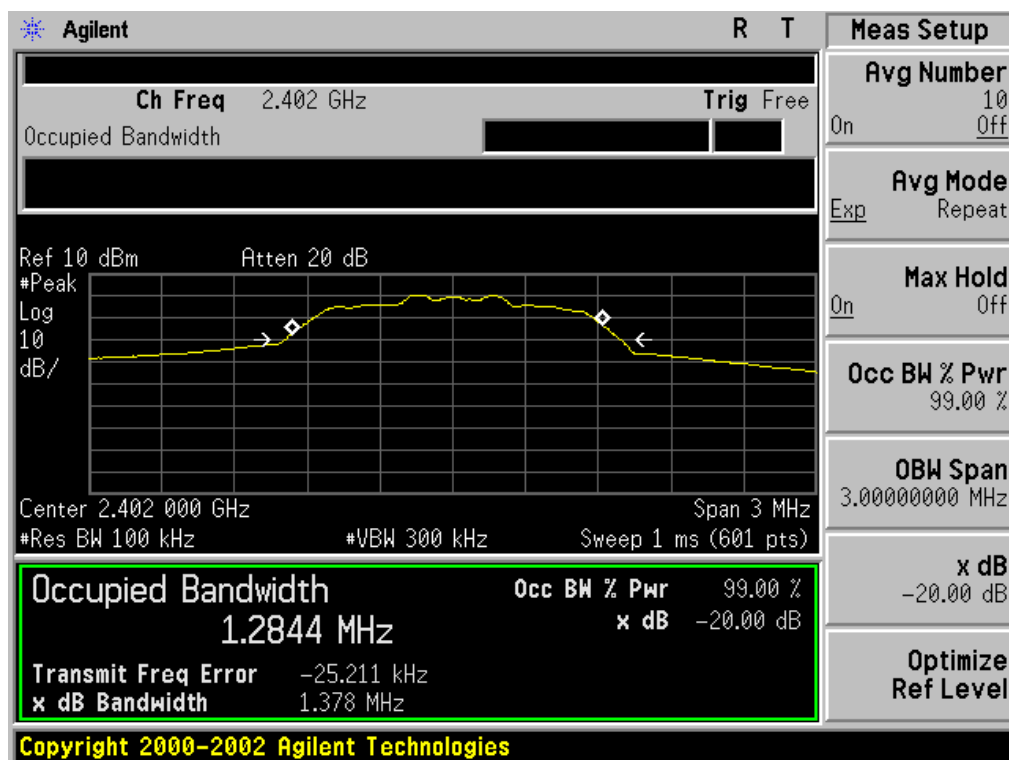 Agilent R T
Ch Freq 2.402 GHz Trig Free
Occupied Bandwidth
Ref 10 dBm Atten 20 dB
#Peak
Log
10
dB/
Center 2.402 000 GHz Span 3 MHz
#Res BW 100 kHz #VBW 300 kHz Sweep 1 ms (601 pts)
Occupied Bandwidth
1.2844 MHz
Occ BW % Pwr 99.00 %
x dB -20.00 dB
Transmit Freq Error -25.211 kHz
x dB Bandwidth 1.378 MHz
Copyright 2000-2002 Agilent Technologies
Meas Setup
Avg Number
10
On Off
Avg Mode
Exp Repeat
Max Hold
On Off
Occ BW % Pwr
99.00 %
OBW Span
3.00000000 MHz
x dB
-20.00 dB
Optimize
Ref Level